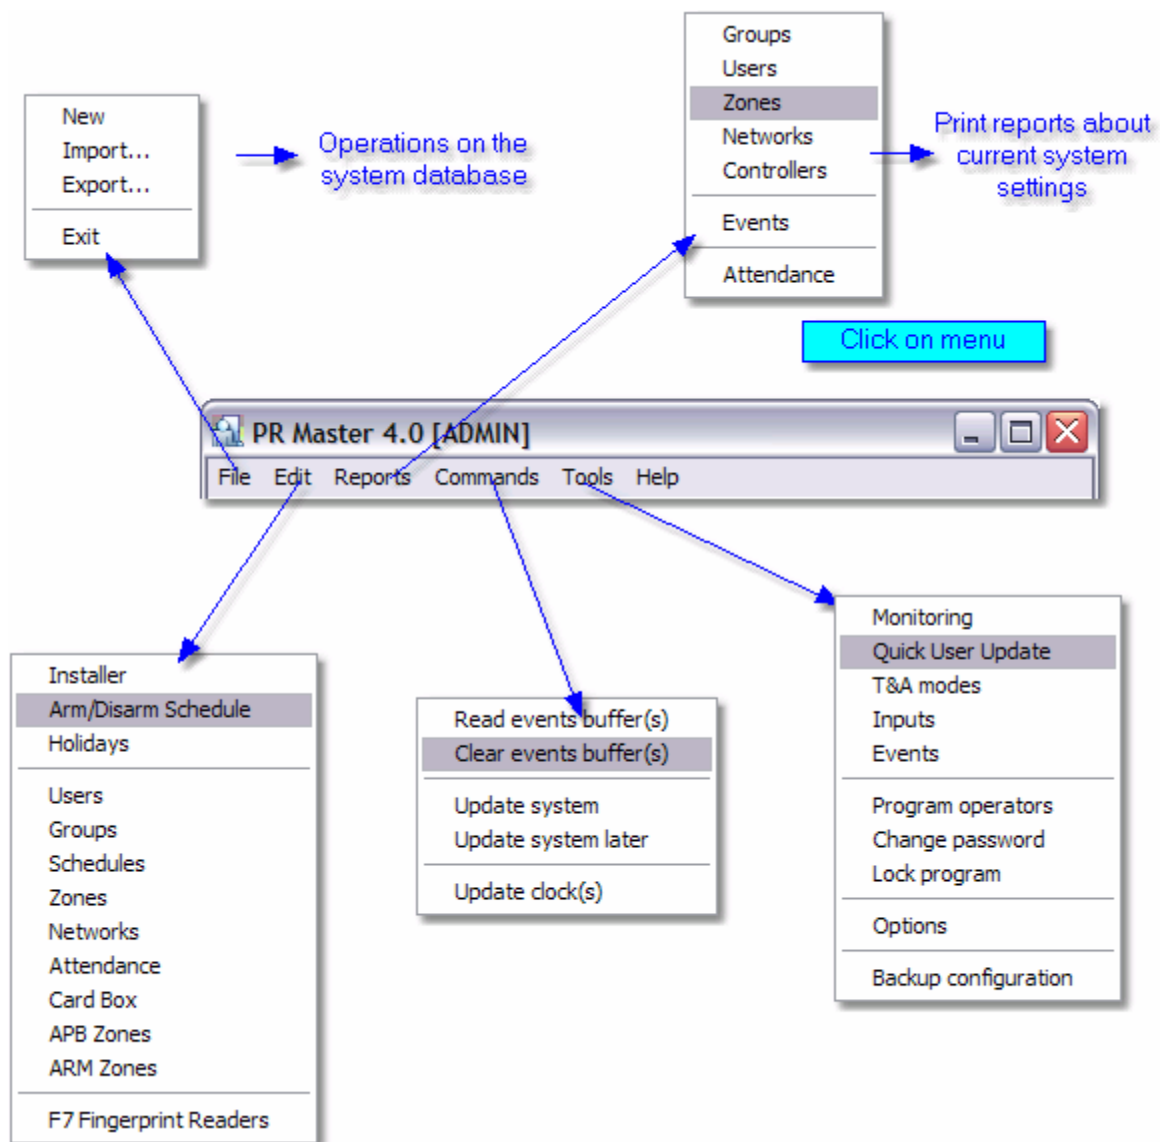 Groups
Users
Zones
Networks
Controllers
Events
Attendance
Print reports about
current system
settings
New
Import...
Export...
Exit
Operations on the
system database
Click on menu
PR Master 4.0 [ADMIN]
File Edit Reports Commands Tools Help
Installer
Arm/Disarm Schedule
Holidays
Users
Groups
Schedules
Zones
Networks
Attendance
Card Box
APB Zones
ARM Zones
F7 Fingerprint Readers
Read events buffer(s)
Clear events buffer(s)
Update system
Update system later
Update clock(s)
Monitoring
Quick User Update
T&A modes
Inputs
Events
Program operators
Change password
Lock program
Options
Backup configuration